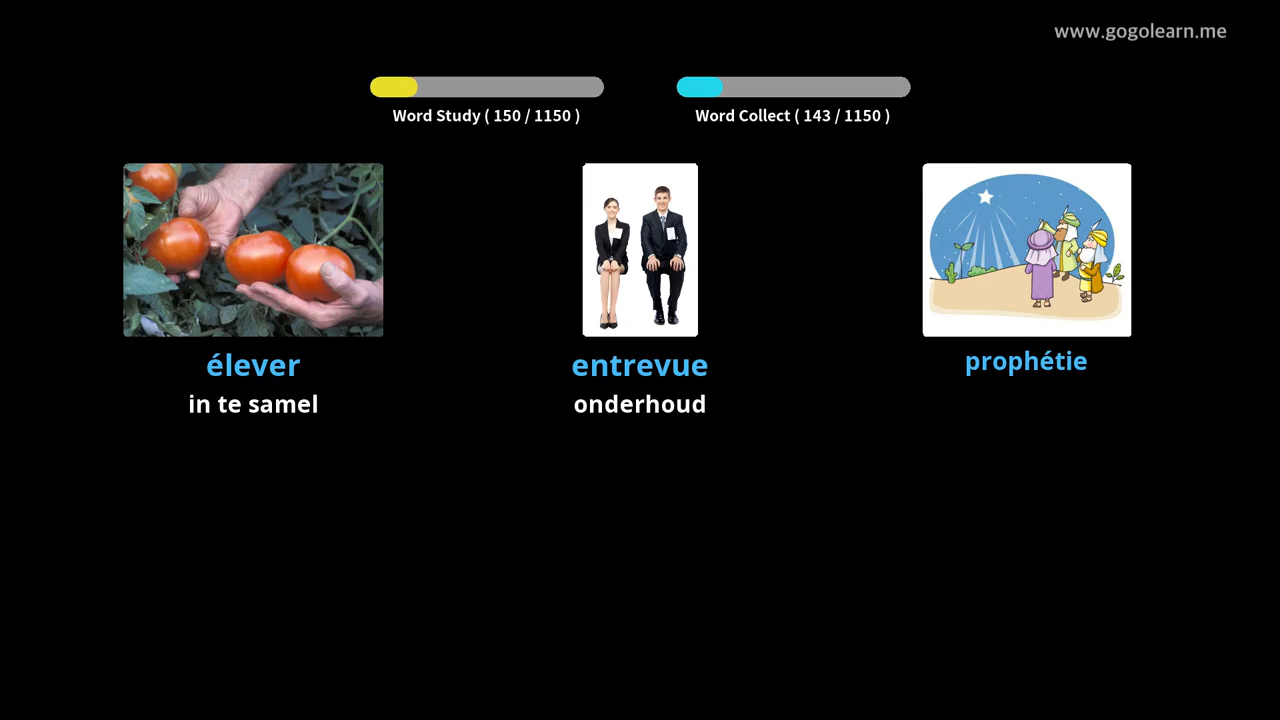 www.gogolearn.me
Word Study ( 150 / 1150 )
Word Collect ( 143 / 1150 )
élever
entrevue
prophétie
in te samel
onderhoud